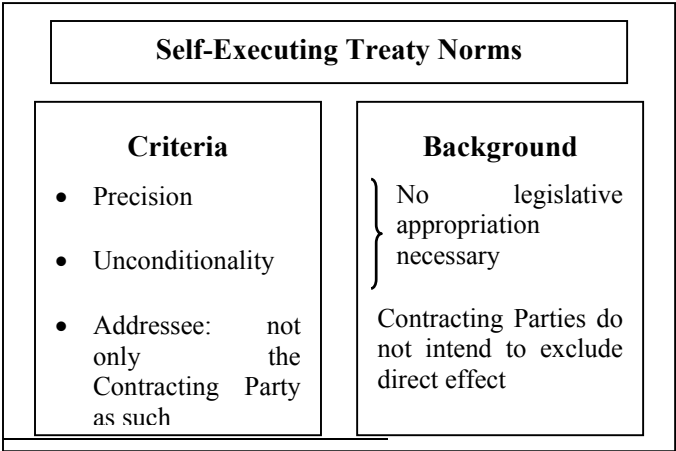 Self-Executing Treaty Norms
Criteria
• Precision
• Unconditionality
• Addressee: not
only the
Contracting Party
as such
Background
No legislative
appropriation
necessary
Contracting Parties do
not intend to exclude
direct effect